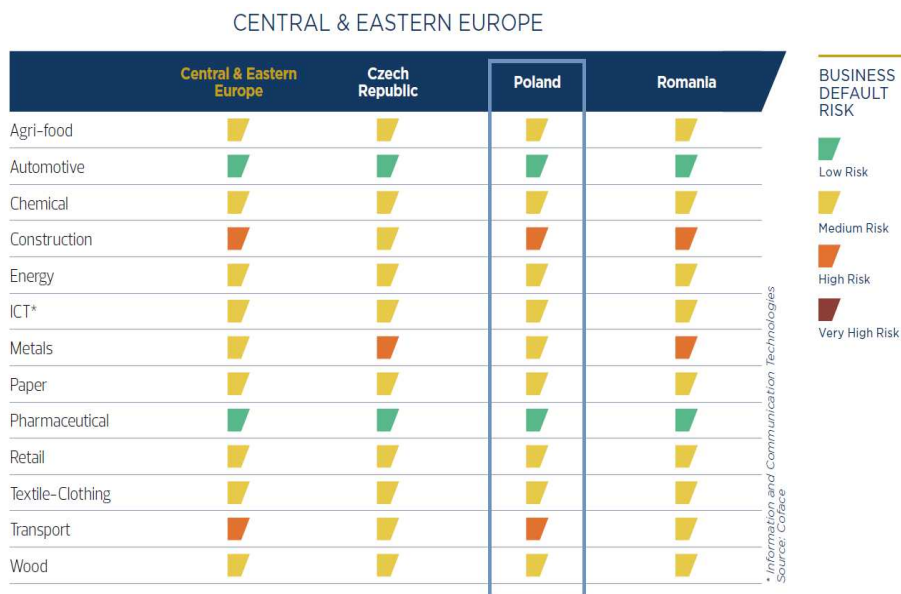 CENTRAL & EASTERN EUROPE
Central & Eastern
Europe
Czech
Republic
Poland
Romania
Agri-food
Automotive
Chemical
Construction
Energy
ICT*
Metals
Paper
Pharmaceutical
Retail
Textile-Clothing
Transport
Wood
BUSINESS
DEFAULT
RISK
Low Risk
Medium Risk
High Risk
Very High Risk
* Information and Communication Technologies
Source: Coface